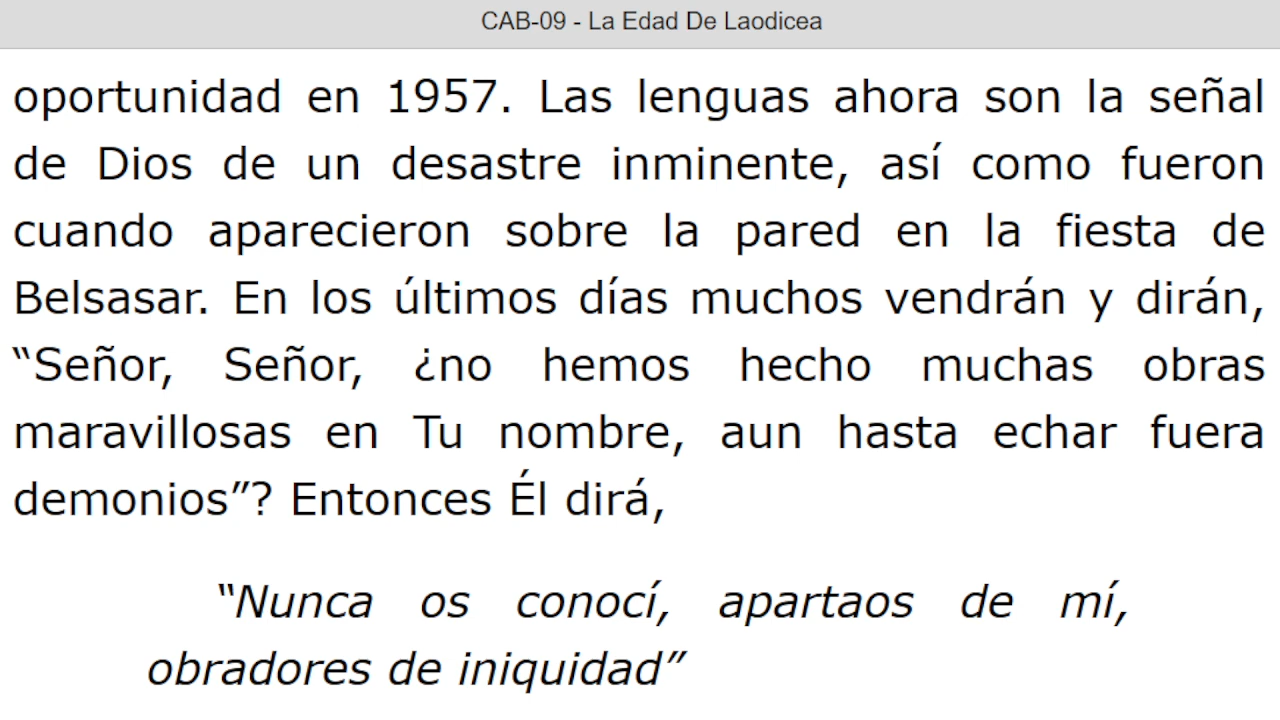 CAB-09 - La Edad De Laodicea
oportunidad en 1957. Las lenguas ahora son la señal
de Dios de un desastre inminente, así como fueron
cuando aparecieron sobre la pared en la fiesta de
Belsasar. En los últimos días muchos vendrán y dirán,
“Señor, Señor, ¿no hemos hecho muchas obras
maravillosas en Tu nombre, aun hasta echar fuera
demonios”? Entonces Él dirá,
“Nunca os conocí, apartaos de mí,
obradores de iniquidad”